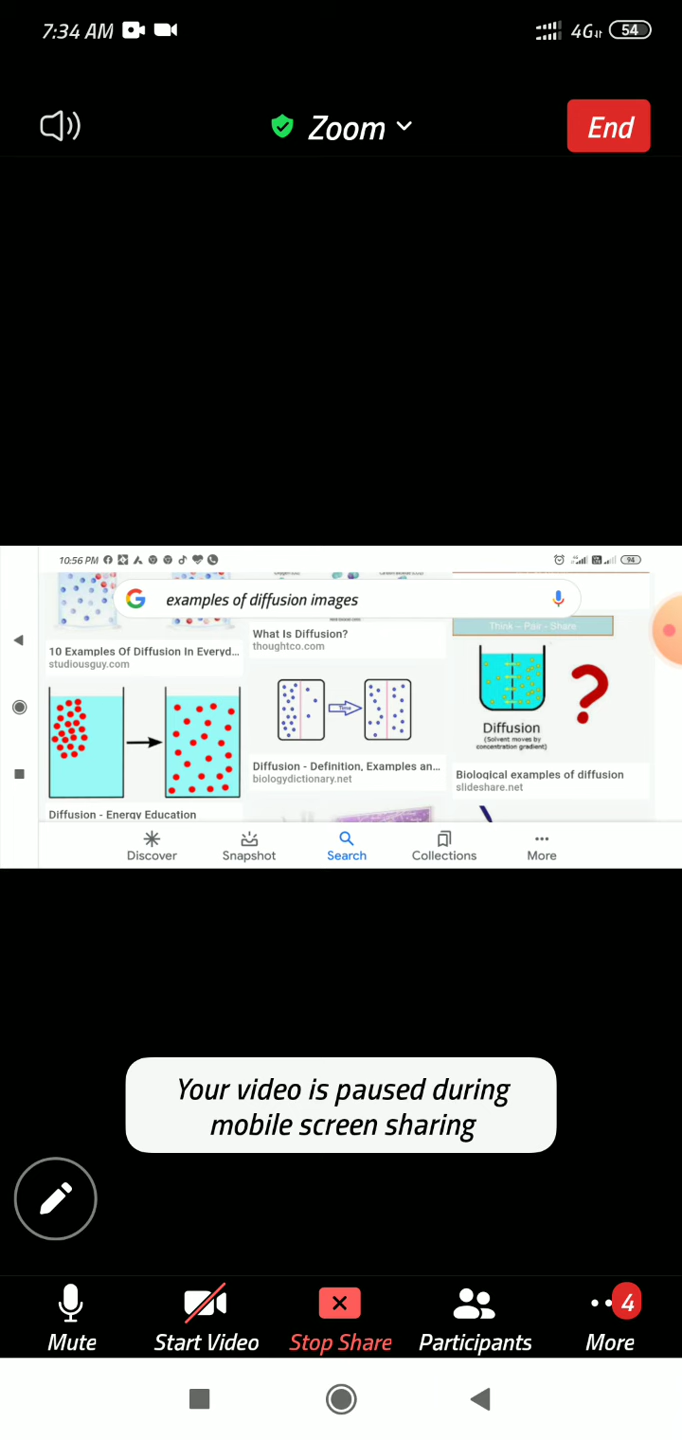 7:34 AM
4G 54
Zoom
End
10:56 PM
94
examples of diffusion images
Think - Pair - Share
10 Examples Of Diffusion In Everyd...
studiousguy.com
What Is Diffusion?
thoughtco.com
Time
?
Diffusion
(Solvent moves by
concentration gradient)
Diffusion - Definition, Examples an...
biologydictionary.net
Biological examples of diffusion
slideshare.net
Diffusion - Energy Education
Discover
Snapshot
Search
Collections
More
Your video is paused during
mobile screen sharing
4
Mute
Start Video
Stop Share
Participants
More